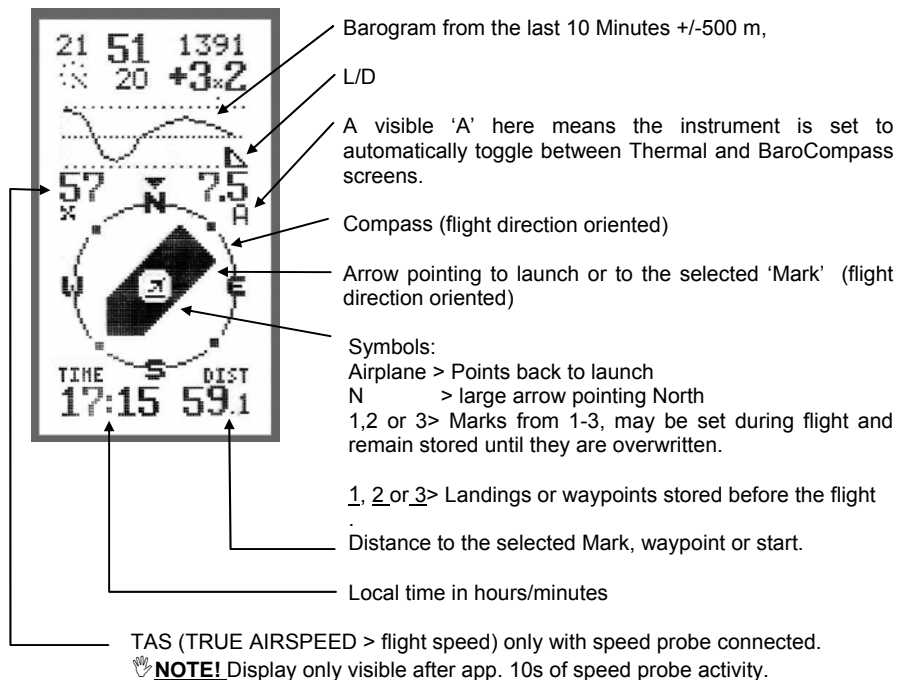 21 51 1391
20 +3x2
Barogram from the last 10 Minutes +/-500 m,
L/D
A visible ‘A’ here means the instrument is set to
automatically toggle between Thermal and BaroCompass
screens.
57 7.5
x N A
Compass (flight direction oriented)
Arrow pointing to launch or to the selected ‘Mark’ (flight
direction oriented)
W E
Symbols:
Airplane > Points back to launch
N > large arrow pointing North
1,2 or 3> Marks from 1-3, may be set during flight and
remain stored until they are overwritten.
TIME S DIST
17:15 59.1
1, 2 or 3> Landings or waypoints stored before the flight
.
Distance to the selected Mark, waypoint or start.
Local time in hours/minutes
TAS (TRUE AIRSPEED > flight speed) only with speed probe connected.
NOTE! Display only visible after app. 10s of speed probe activity.